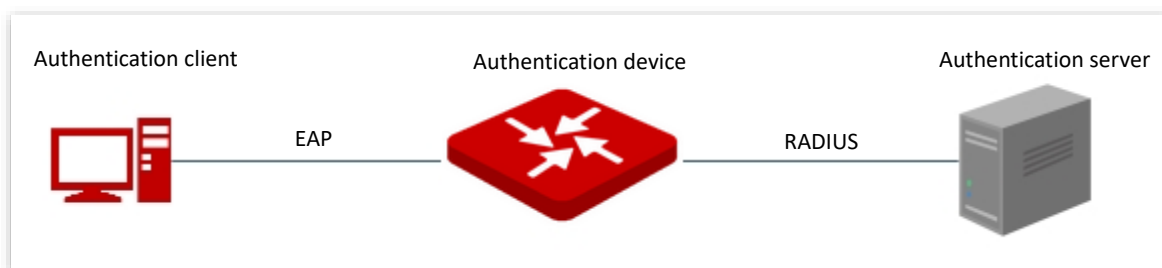 Authentication client
Authentication device
Authentication server
EAP
RADIUS